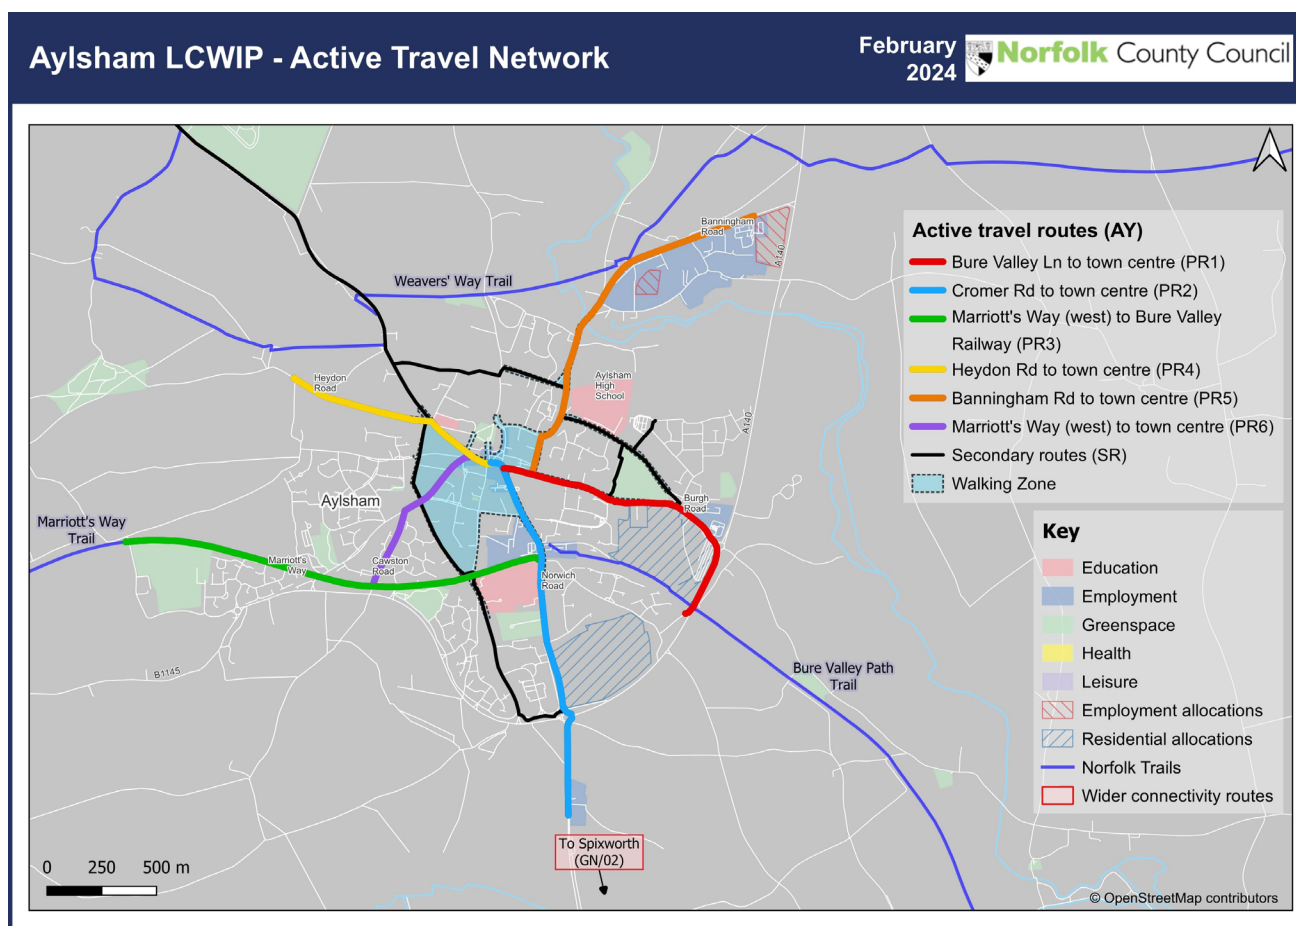 Aylsham LCWIP - Active Travel Network
February
2024
Norfolk County Council
Banningham
Road
A140
Weavers' Way Trail
Heydon
Road
Aylsham
High
School
A140
Aylsham
Burgh
Road
Marriott's Way
Trail
Marriott's
Way
Cawston
Road
Norwich
Road
B1145
Bure Valley Path
Trail
To Spixworth
(GN/02)
0 250 500 m
Active travel routes (AY)
Bure Valley Ln to town centre (PR1)
Cromer Rd to town centre (PR2)
Marriott's Way (west) to Bure Valley
Railway (PR3)
Heydon Rd to town centre (PR4)
Banningham Rd to town centre (PR5)
Marriott's Way (west) to town centre (PR6)
Secondary routes (SR)
Walking Zone
Key
Education
Employment
Greenspace
Health
Leisure
Employment allocations
Residential allocations
Norfolk Trails
Wider connectivity routes
© OpenStreetMap contributors